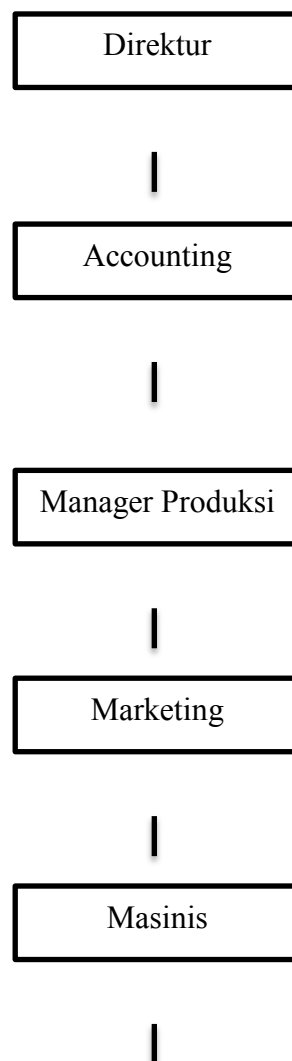 Direktur
Accounting
Manager Produksi
Marketing
Masinis